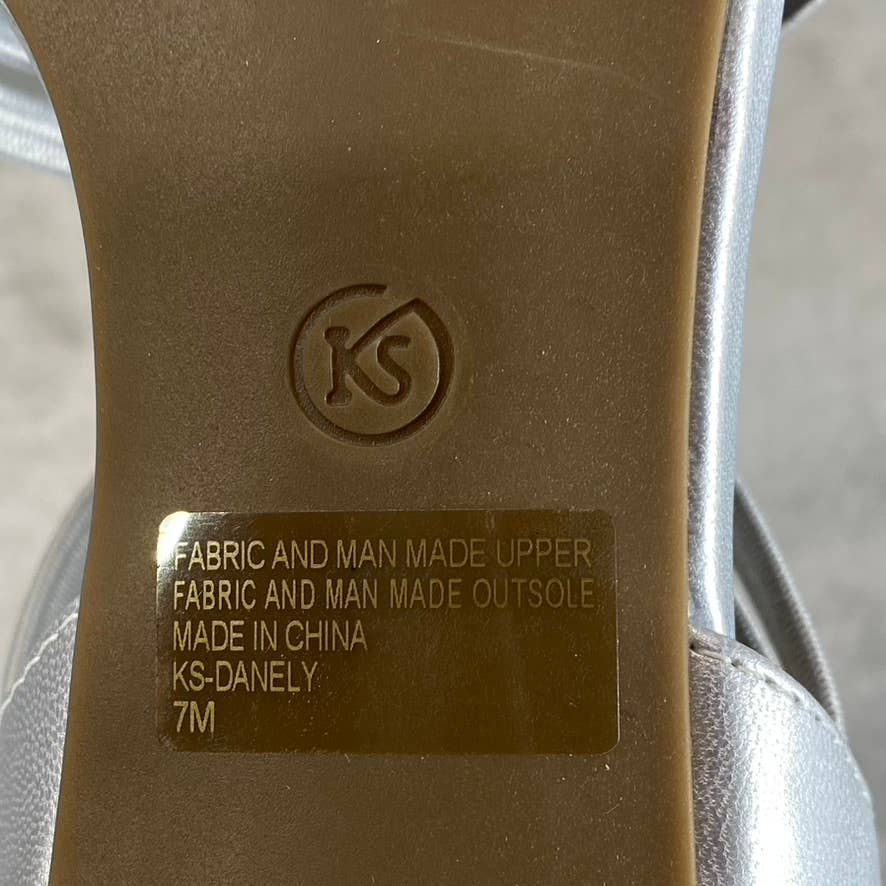 KS
FABRIC AND MAN MADE UPPER
FABRIC AND MAN MADE OUTSOLE
MADE IN CHINA
KS-DANELY
7M